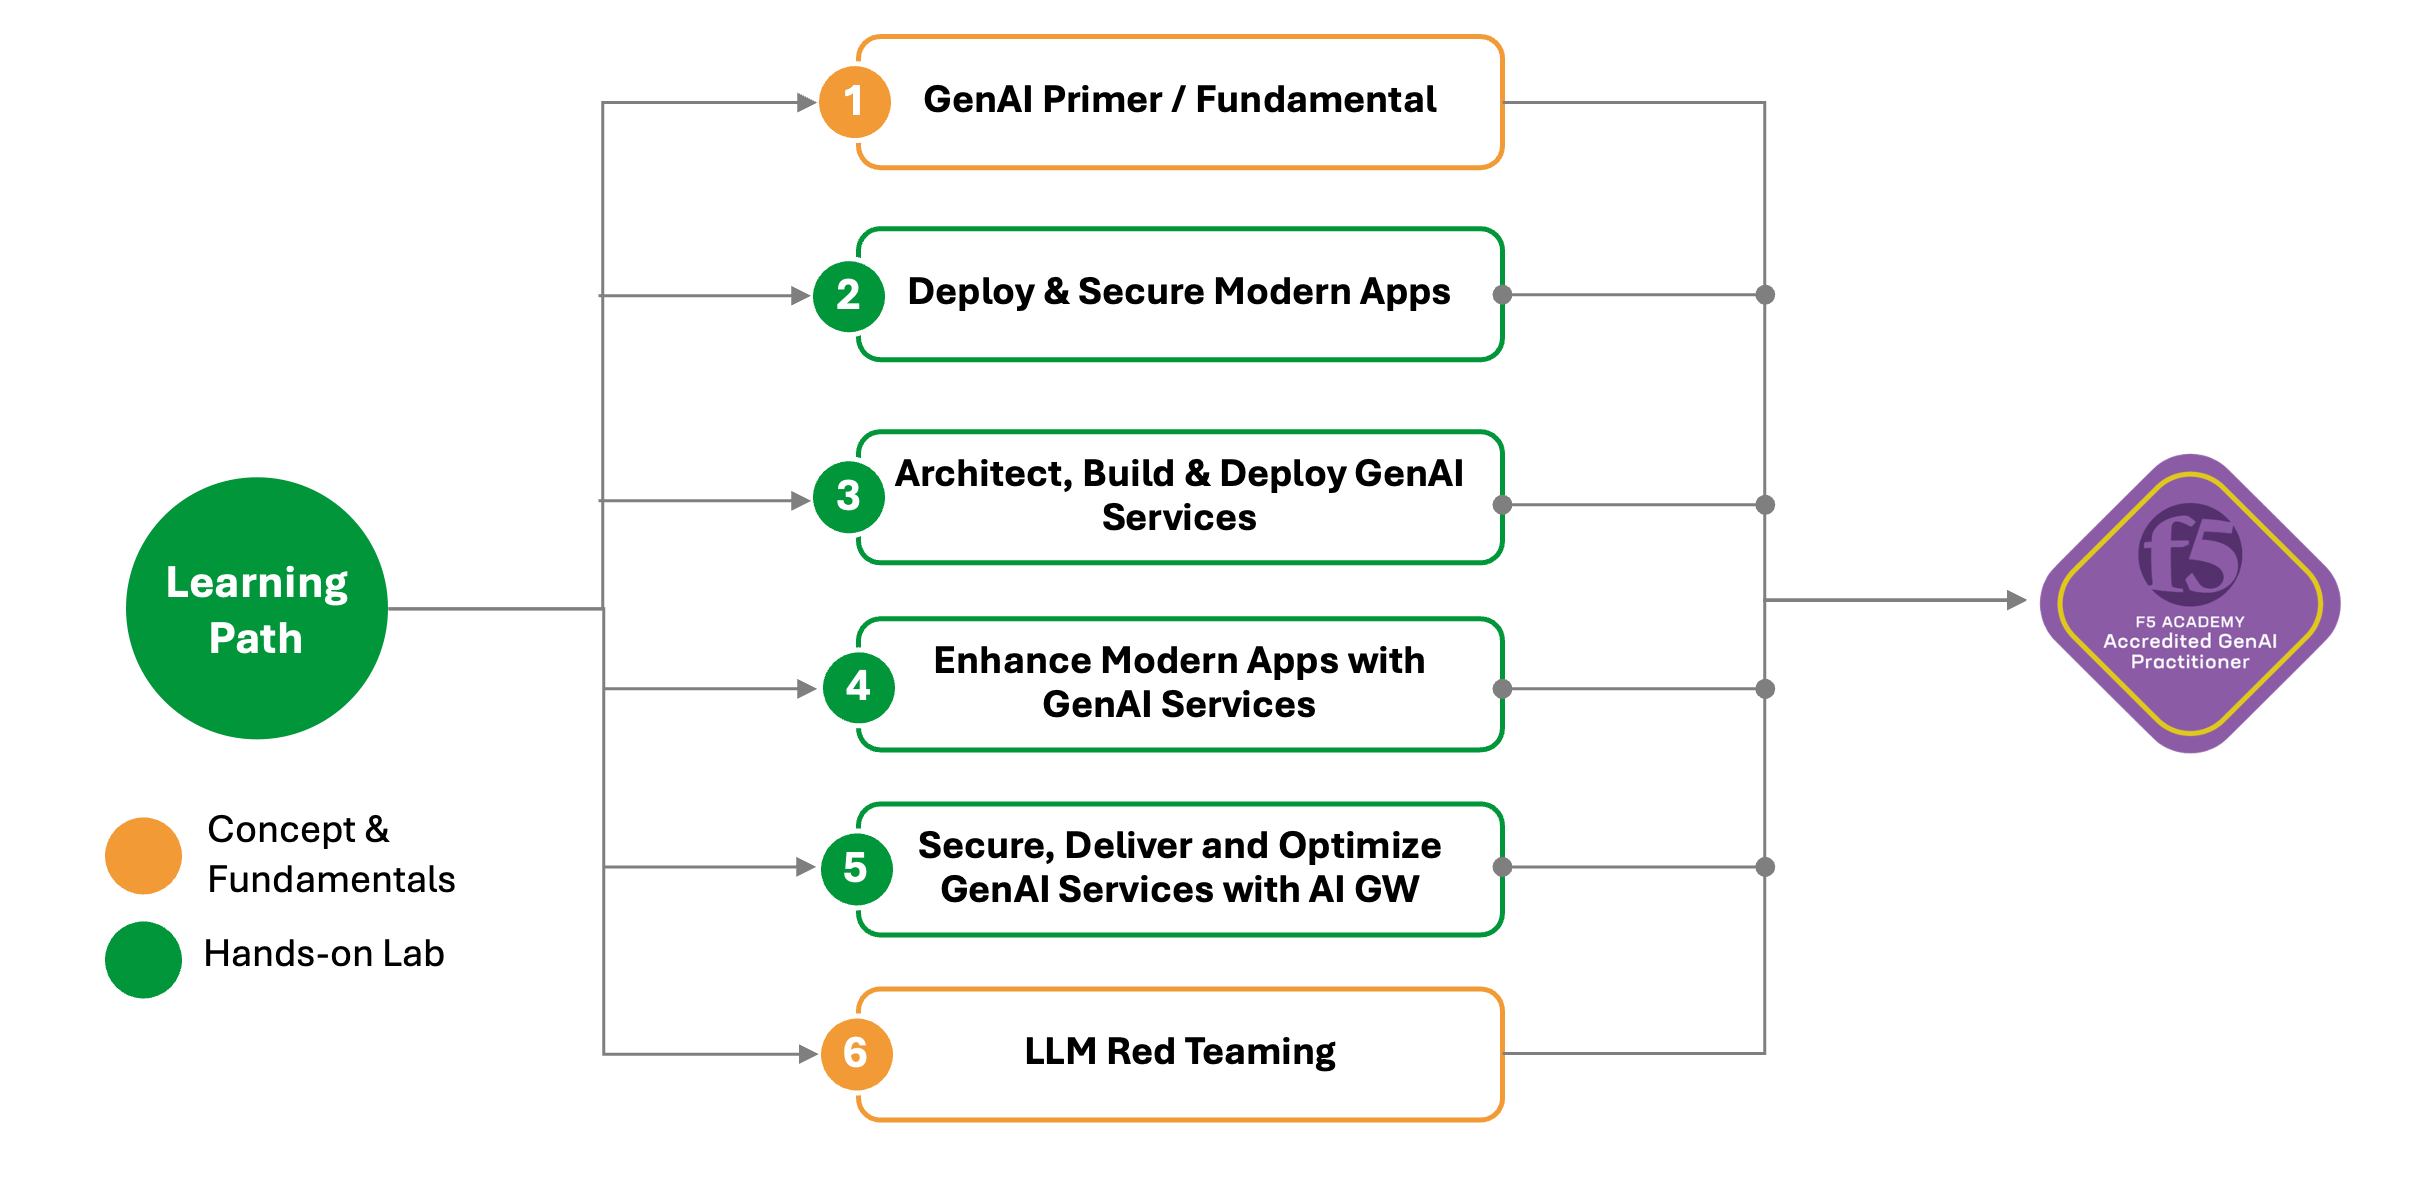 1
GenAI Primer / Fundamental
2
Deploy & Secure Modern Apps
3
Architect, Build & Deploy GenAI
Services
Learning
Path
4
Enhance Modern Apps with
GenAI Services
5
Secure, Deliver and Optimize
GenAI Services with AI GW
6
LLM Red Teaming
Concept &
Fundamentals
Hands-on Lab
f5
F5 ACADEMY
Accredited GenAI
Practitioner